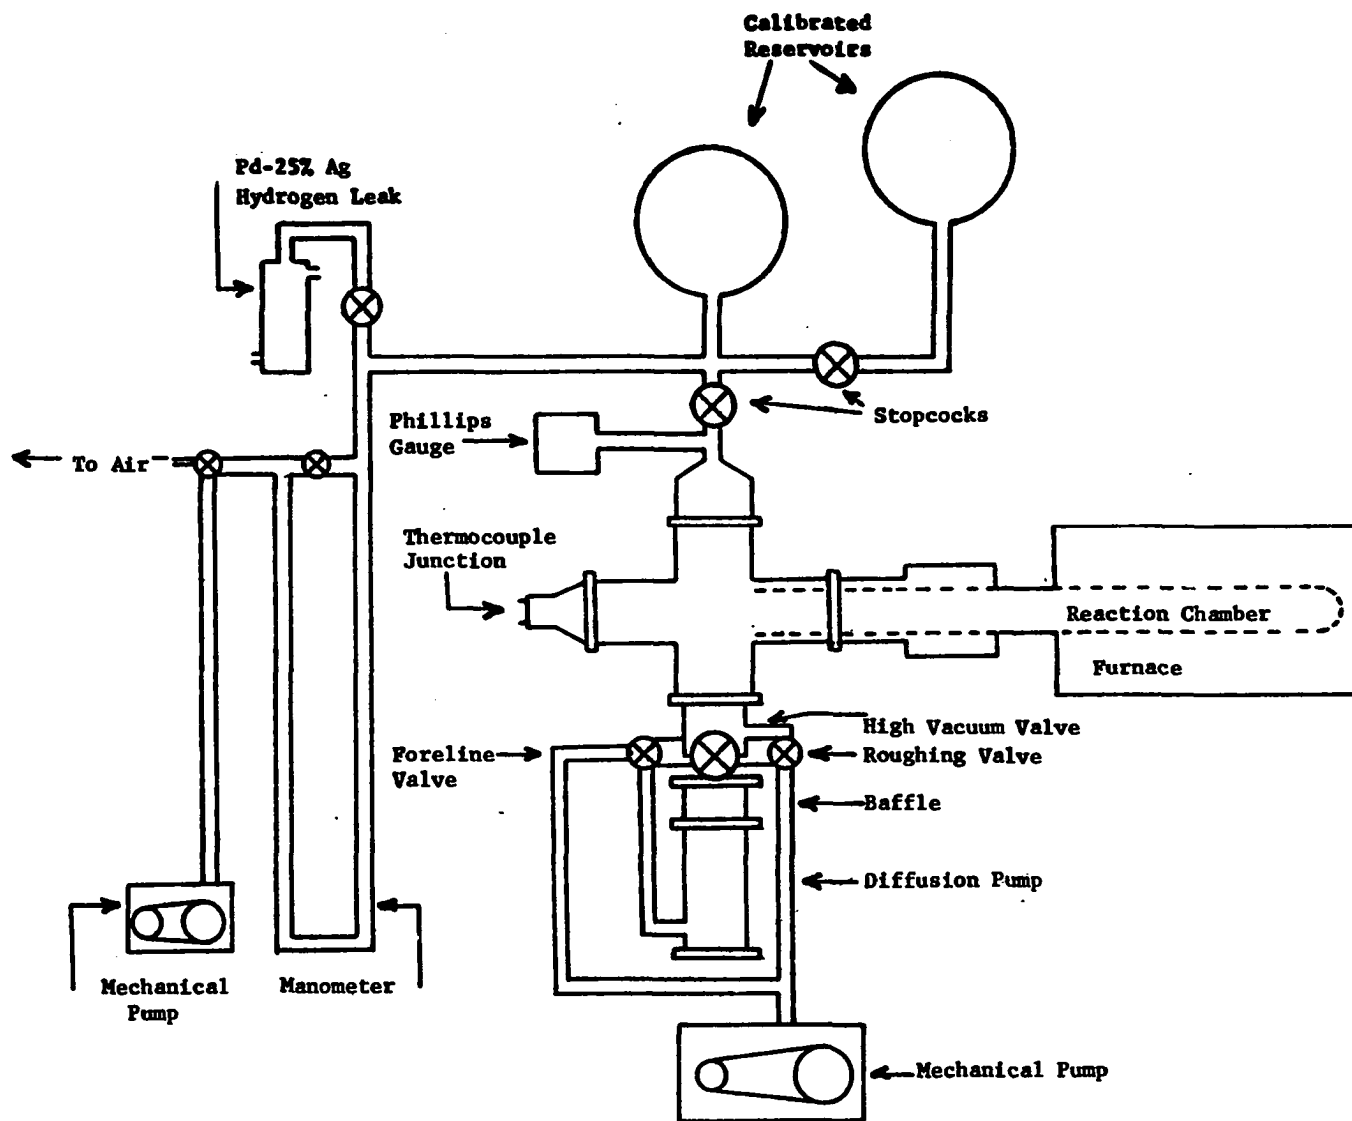 Calibrated
Reservoirs
Pd-25% Ag
Hydrogen Leak
Phillips
Gauge
Stopcocks
To Air
Thermocouple
Junction
Reaction Chamber
Furnace
High Vacuum Valve
Foreline
Valve
Roughing Valve
Baffle
Diffusion Pump
Mechanical
Pump
Manometer
Mechanical Pump